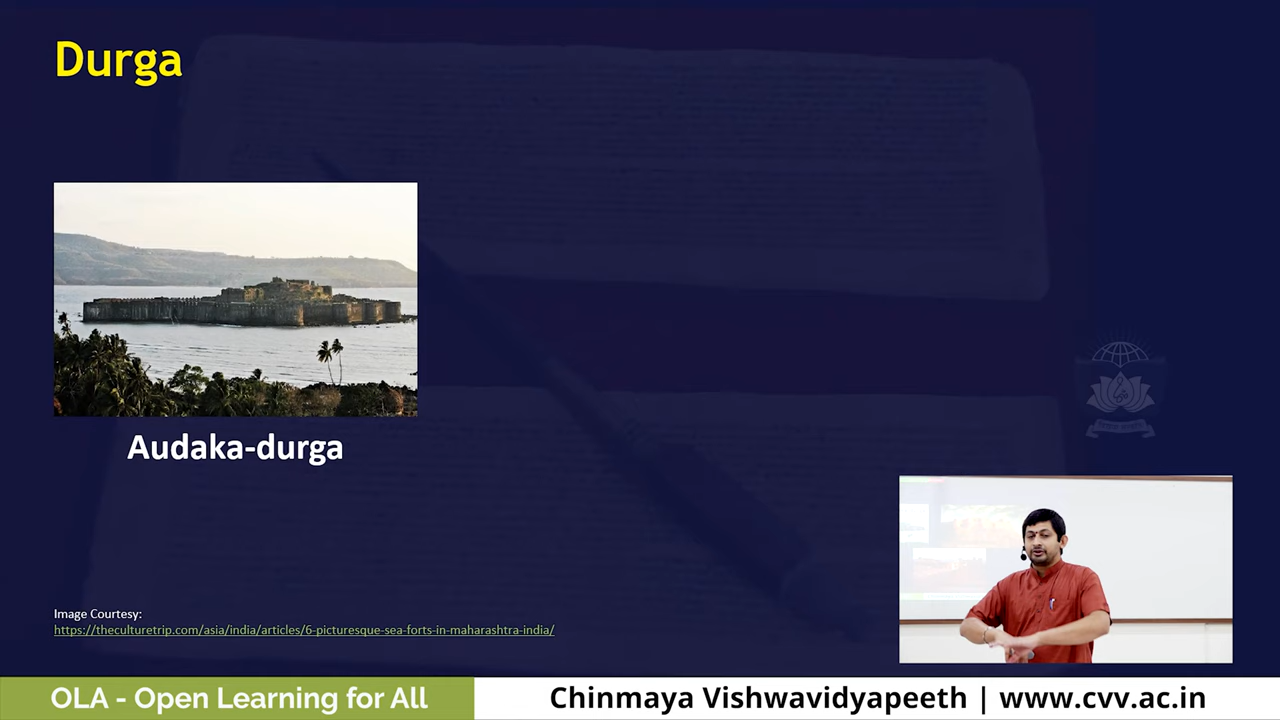 Durga
Audaka-durga
Image Courtesy:
https://theculturetrip.com/asia/india/articles/6-picturesque-sea-forts-in-maharashtra-india/
OLA - Open Learning for All
Chinmaya Vishwavidyapeeth | www.cvv.ac.in